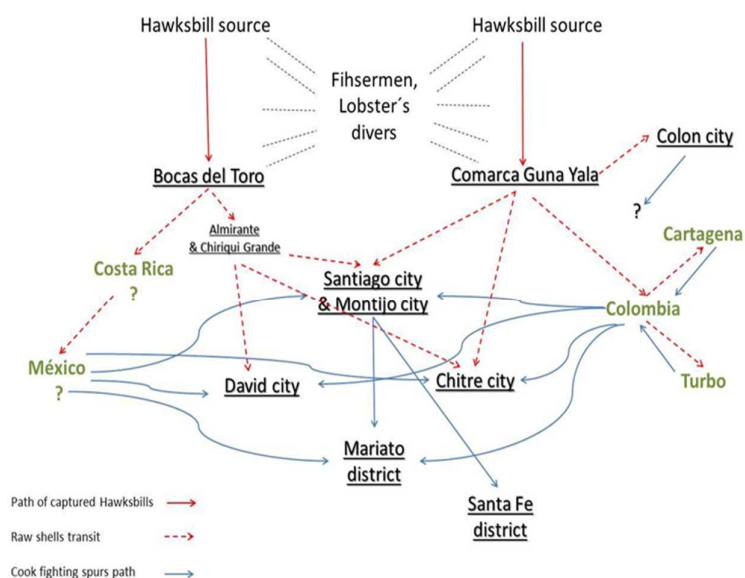 Hawksbill source
Hawksbill source
Fihsermen,
Lobster´s
divers
Colon city
Bocas del Toro
Comarca Guna Yala
?
Almirante
& Chiriqui Grande
Cartagena
Costa Rica
?
Santiago city
& Montijo city
Colombia
México
?
David city
Chitre city
Turbo
Mariato
district
Santa Fe
district
Path of captured Hawksbills
Raw shells transit
Cook fighting spurs path